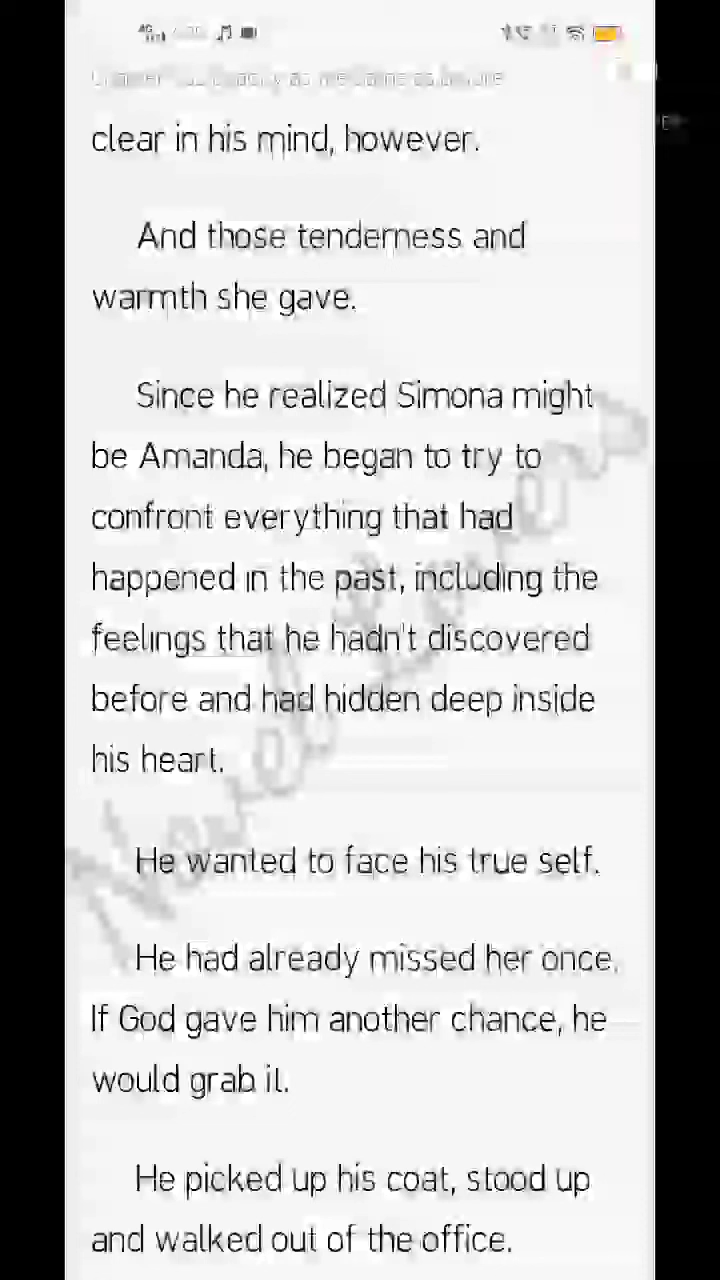 4G
clear in his mind, however.
And those tenderness and
warmth she gave.
Since he realized Simona might
be Amanda, he began to try to
confront everything that had
happened in the past, including the
feelings that he hadn't discovered
before and had hidden deep inside
his heart.
He wanted to face his true self.
He had already missed her once.
If God gave him another chance, he
would grab it.
He picked up his coat, stood up
and walked out of the office.